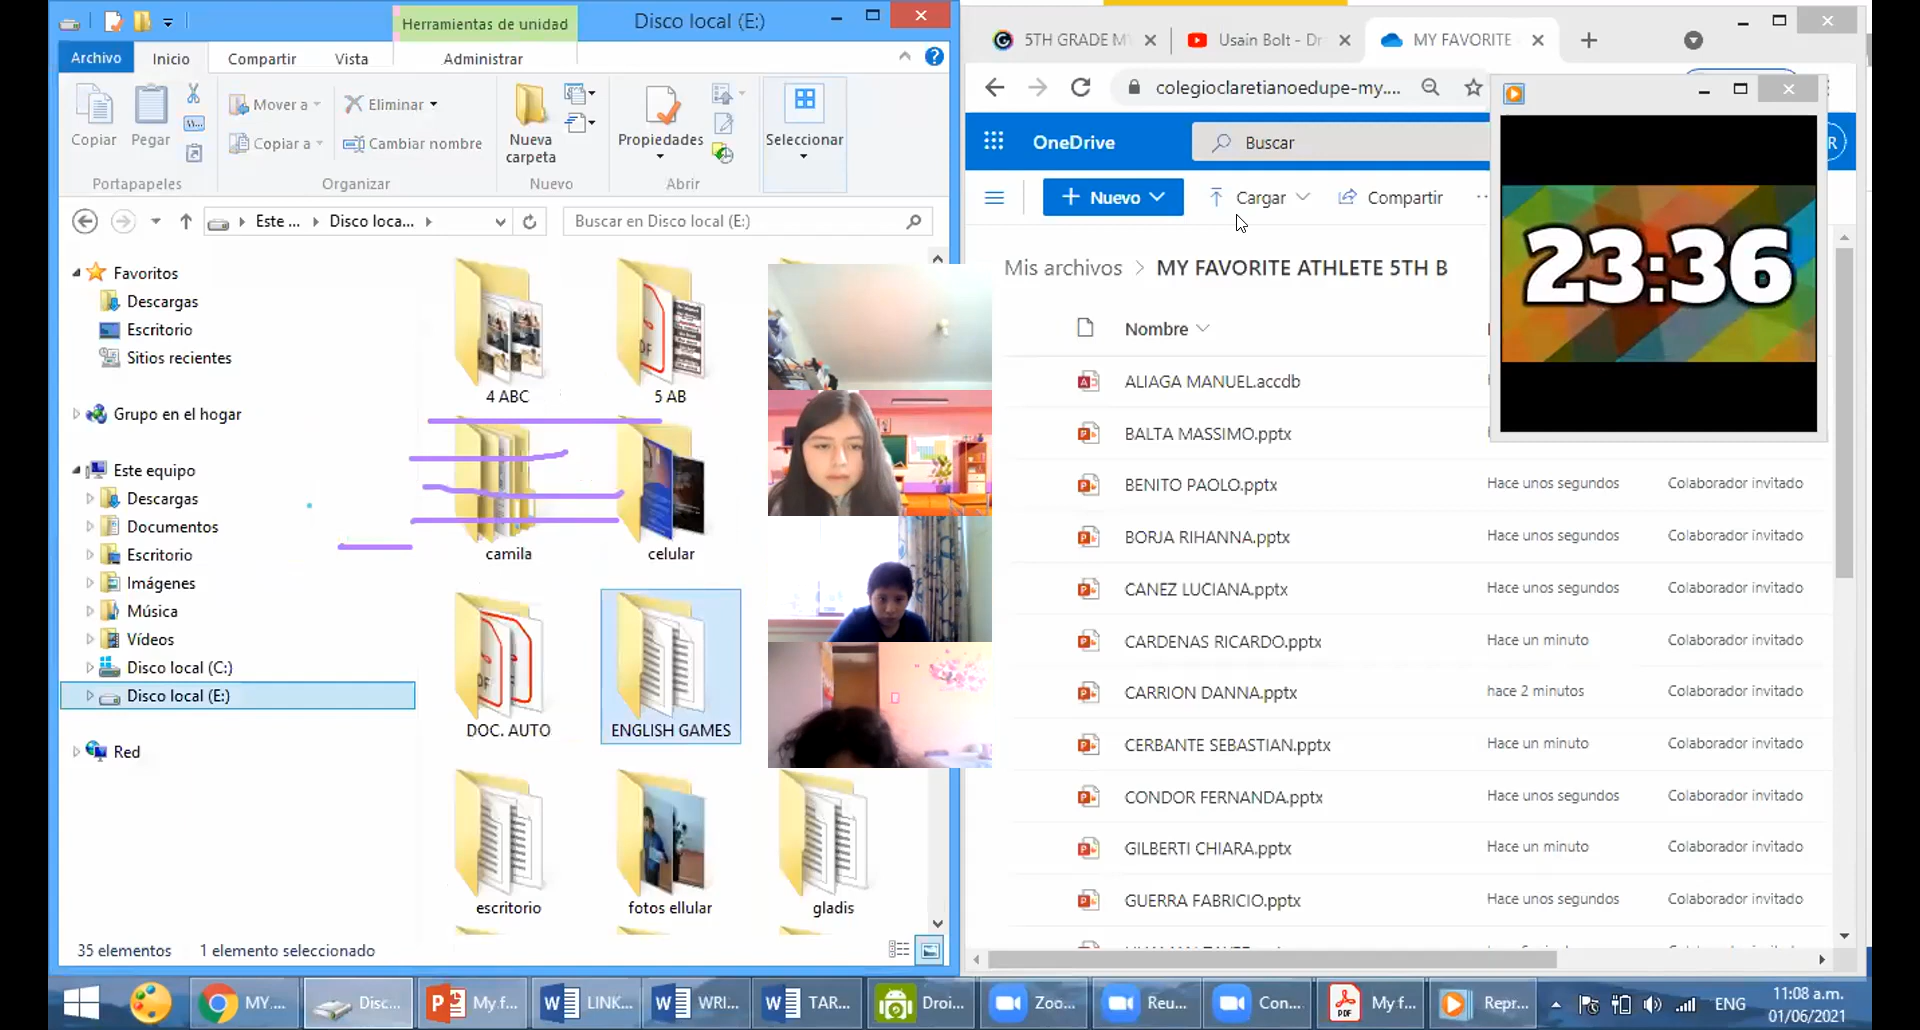 Herramientas de unidad
Disco local (E:)
Archivo
Inicio
Compartir
Vista
Administrar
Copiar
Pegar
Mover a
Copiar a
Eliminar
Cambiar nombre
Nueva
carpeta
Propiedades
Seleccionar
Portapapeles
Organizar
Nuevo
Abrir
Este ...
Disco loca...
Buscar en Disco local (E:)
Favoritos
Descargas
Escritorio
Sitios recientes
Grupo en el hogar
Este equipo
Descargas
Documentos
Escritorio
Imágenes
Música
Vídeos
Disco local (C:)
Disco local (E:)
Red
4 ABC
5 AB
camila
celular
DOC. AUTO
ENGLISH GAMES
escritorio
fotos ellular
gladis
35 elementos
1 elemento seleccionado
5TH GRADE M
Usain Bolt - Dr
MY FAVORITE
colegioclaretianoedupe-my....
OneDrive
Buscar
R
Nuevo
Cargar
Compartir
Mis archivos > MY FAVORITE ATHLETE 5TH B
23:36
Nombre
ALIAGA MANUEL.accdb
BALTA MASSIMO.pptx
BENITO PAOLO.pptx Hace unos segundos Colaborador invitado
BORJA RIHANNA.pptx Hace unos segundos Colaborador invitado
CANEZ LUCIANA.pptx Hace unos segundos Colaborador invitado
CARDENAS RICARDO.pptx Hace un minuto Colaborador invitado
CARRION DANNA.pptx hace 2 minutos Colaborador invitado
CERBANTE SEBASTIAN.pptx Hace un minuto Colaborador invitado
CONDOR FERNANDA.pptx Hace unos segundos Colaborador invitado
GILBERTI CHIARA.pptx Hace un minuto Colaborador invitado
GUERRA FABRICIO.pptx Hace unos segundos Colaborador invitado
MY....
Disc...
My f...
LINK...
WRI...
TAR...
Droi...
Zoo...
Reu...
Con...
My f...
Repr...
ENG
11:08 a.m.
01/06/2021